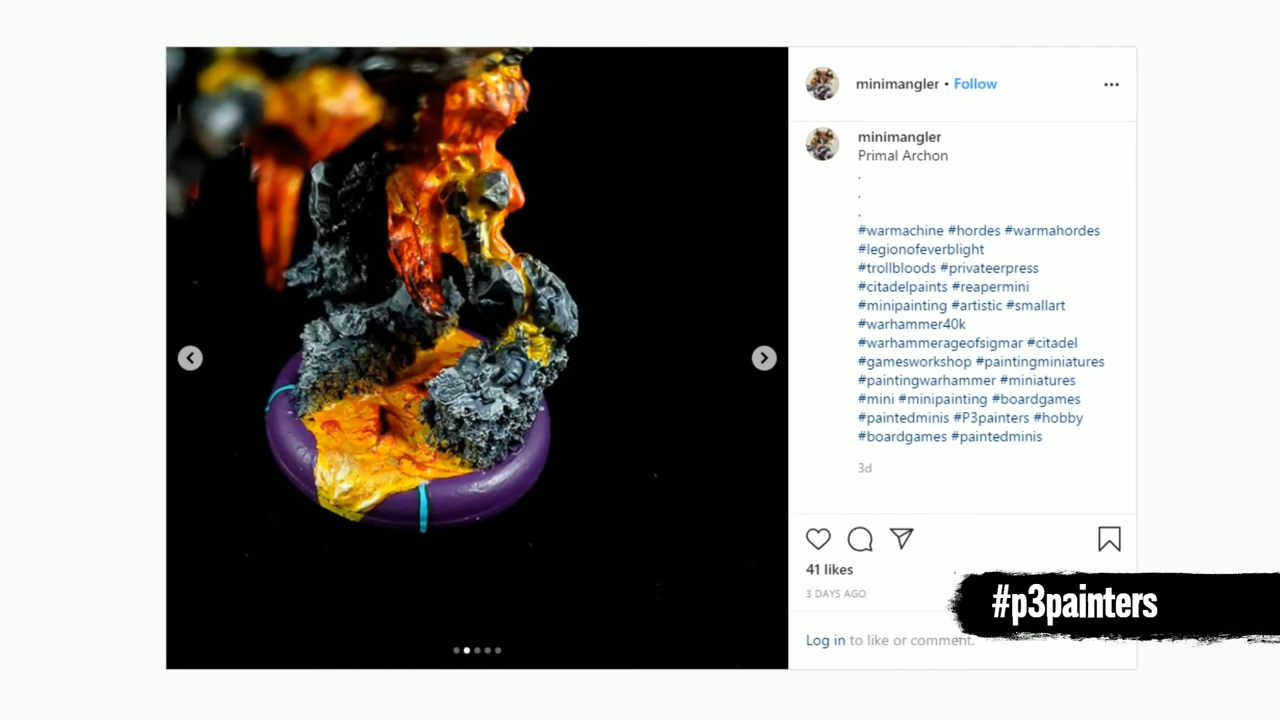 minimangler • Follow
minimangler
Primal Archon
.
.
.
#warmachine #hordes #warmahordes
#legionofeverblight
#trollbloods #privateerpress
#citadelpaints #reapermini
#minipainting #artistic #smallart
#warhammer40k
#warhammerageofsigmar #citadel
#gamesworkshop #paintingminiatures
#paintingwarhammer #miniatures
#mini #minipainting #boardgames
#paintedminis #P3painters #hobby
#boardgames #paintedminis
3d
41 likes
3 DAYS AGO
#p3painters
Log in to like or comment.